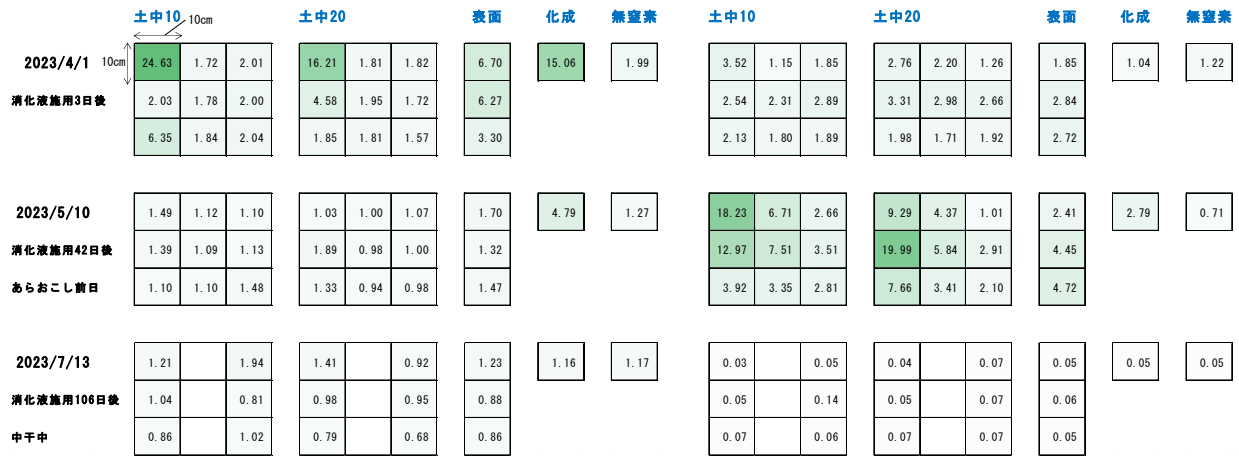 土中10 土中20 表面 化成 無窒素 土中10 土中20 表面 化成 無窒素
10cm
2023/4/1 10cm 24.63 1.72 2.01 16.21 1.81 1.82 6.70 15.06 1.99 3.52 1.15 1.85 2.76 2.20 1.26 1.85 1.04 1.22
消化液施用3日後 2.03 1.78 2.00 4.58 1.95 1.72 6.27 2.54 2.31 2.89 3.31 2.98 2.66 2.84
6.35 1.84 2.04 1.85 1.81 1.57 3.30 2.13 1.80 1.89 1.98 1.71 1.92 2.72
2023/5/10 1.49 1.12 1.10 1.03 1.00 1.07 1.70 4.79 1.27 18.23 6.71 2.66 9.29 4.37 1.01 2.41 2.79 0.71
消化液施用42日後 1.39 1.09 1.13 1.89 0.98 1.00 1.32 12.97 7.51 3.51 19.99 5.84 2.91 4.45
あらおこし前日 1.10 1.10 1.48 1.33 0.94 0.98 1.47 3.92 3.35 2.81 7.66 3.41 2.10 4.72
2023/7/13 1.21 1.94 1.41 0.92 1.23 1.16 1.17 0.03 0.05 0.04 0.07 0.05 0.05 0.05
消化液施用106日後 1.04 0.81 0.98 0.95 0.88 0.05 0.14 0.05 0.07 0.06
中干中 0.86 1.02 0.79 0.68 0.86 0.07 0.06 0.07 0.07 0.05